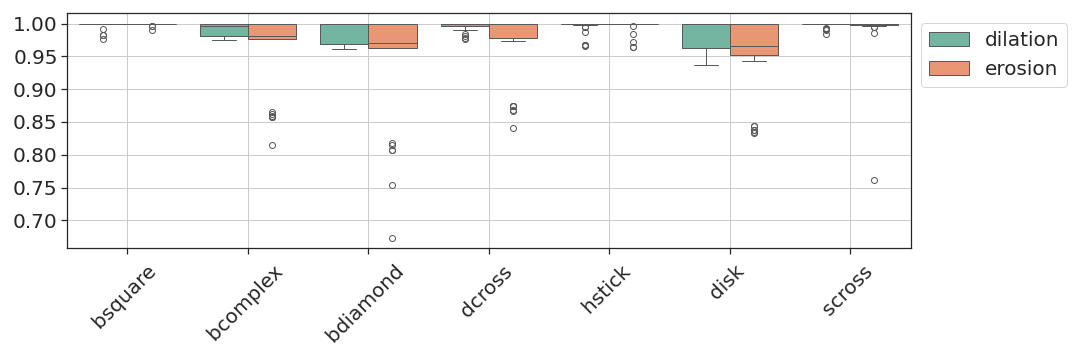 1.00
0.95
0.90
0.85
0.80
0.75
0.70
bsquare
bcomplex
bdiamond
dcross
hstick
disk
scross
dilation
erosion